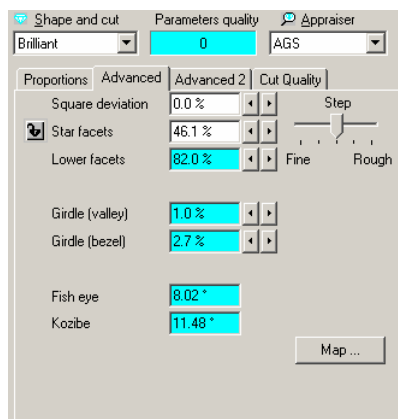 Shape and cut Parameters quality Appraiser
Brilliant 0 AGS
Proportions Advanced Advanced 2 Cut Quality
Square deviation 0.0 % Step
Star facets 46.1 %
Lower facets 82.0 % Fine Rough
Girdle (valley) 1.0 %
Girdle (bezel) 2.7 %
Fish eye 8.02 °
Kozibe 11.48 °
Map ...